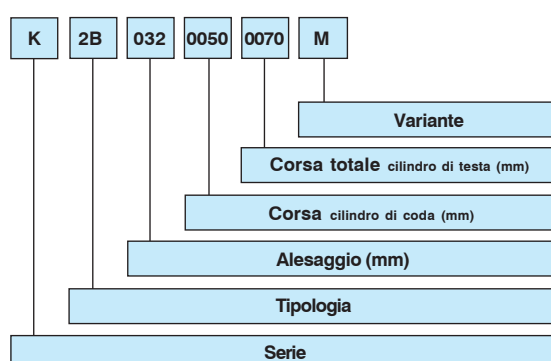 K 2B 032 0050 0070 M
Variante
Corsa totale cilindro di testa (mm)
Corsa cilindro di coda (mm)
Alesaggio (mm)
Tipologia
Serie